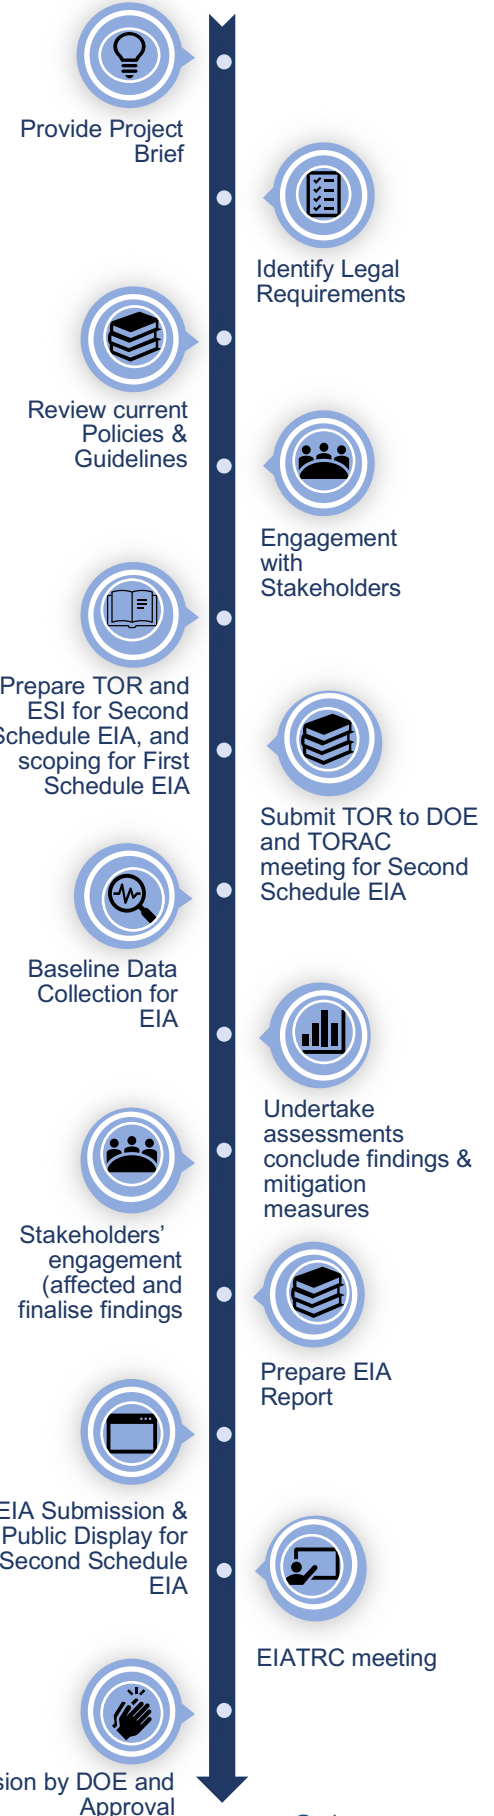 Provide Project
Brief
Identify Legal
Requirements
Review current
Policies &
Guidelines
Engagement
with
Stakeholders
Prepare TOR and
ESI for Second
Schedule EIA, and
scoping for First
Schedule EIA
Submit TOR to DOE
and TORAC
meeting for Second
Schedule EIA
Baseline Data
Collection for
EIA
Undertake
assessments
conclude findings &
mitigation
measures
Stakeholders’
engagement
(affected and
finalise findings
Prepare EIA
Report
EIA Submission &
Public Display for
Second Schedule
EIA
EIATRC meeting
sion by DOE and
Approval